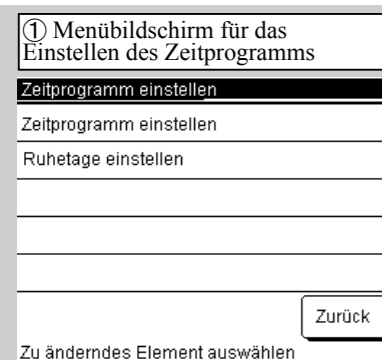 ① Menübildschirm für das
Einstellen des Zeitprogramms
Zeitprogramm einstellen
Zeitprogramm einstellen
Ruhetage einstellen
Zurück
Zu änderndes Element auswählen